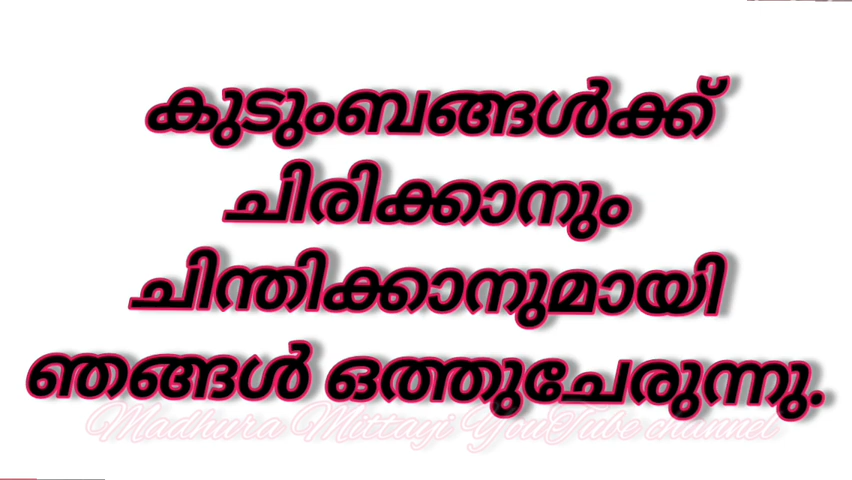 കുടുംബങ്ങൾക്ക്
ചിരിക്കാനും
ചിന്തിക്കാനുമായി
ഞങ്ങൾ ഒത്തുചേരുന്നു.
Madhura Mittayi YouTube channel